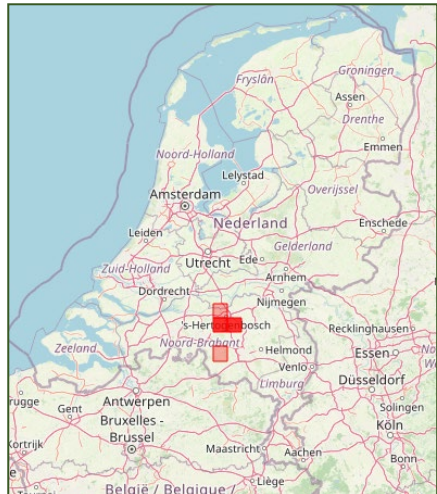 Groningen
Fryslân
Assen
Drenthe
Emmen
Noord-Holland
Lelystad
Overijssel
Amsterdam
Nederland
Enschede
Leiden
Utrecht
Ede
Gelderland
Zuid-Holland
Arnhem
Dordrecht
Nijmegen
's-Hertogenbosch
Recklinghausen
Zeeland
Noord-Brabant
Helmond
Essen
Venlo
Limburg
Düsseldorf
Antwerpen
Solingen
Gent
Bruxelles -
Brussel
Köln
Kortrijk
Maastricht
Aachen
Bonn
Liège
België / Belgique /